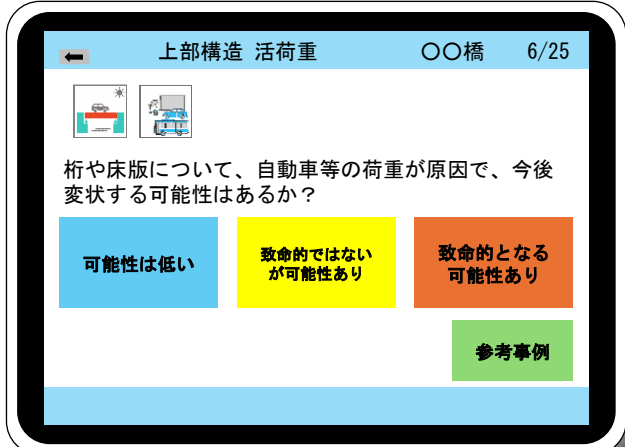 上部構造 活荷重 〇〇橋 6/25
桁や床版について、自動車等の荷重が原因で、今後
変状する可能性はあるか？
可能性は低い
致命的ではない
が可能性あり
致命的となる
可能性あり
参考事例